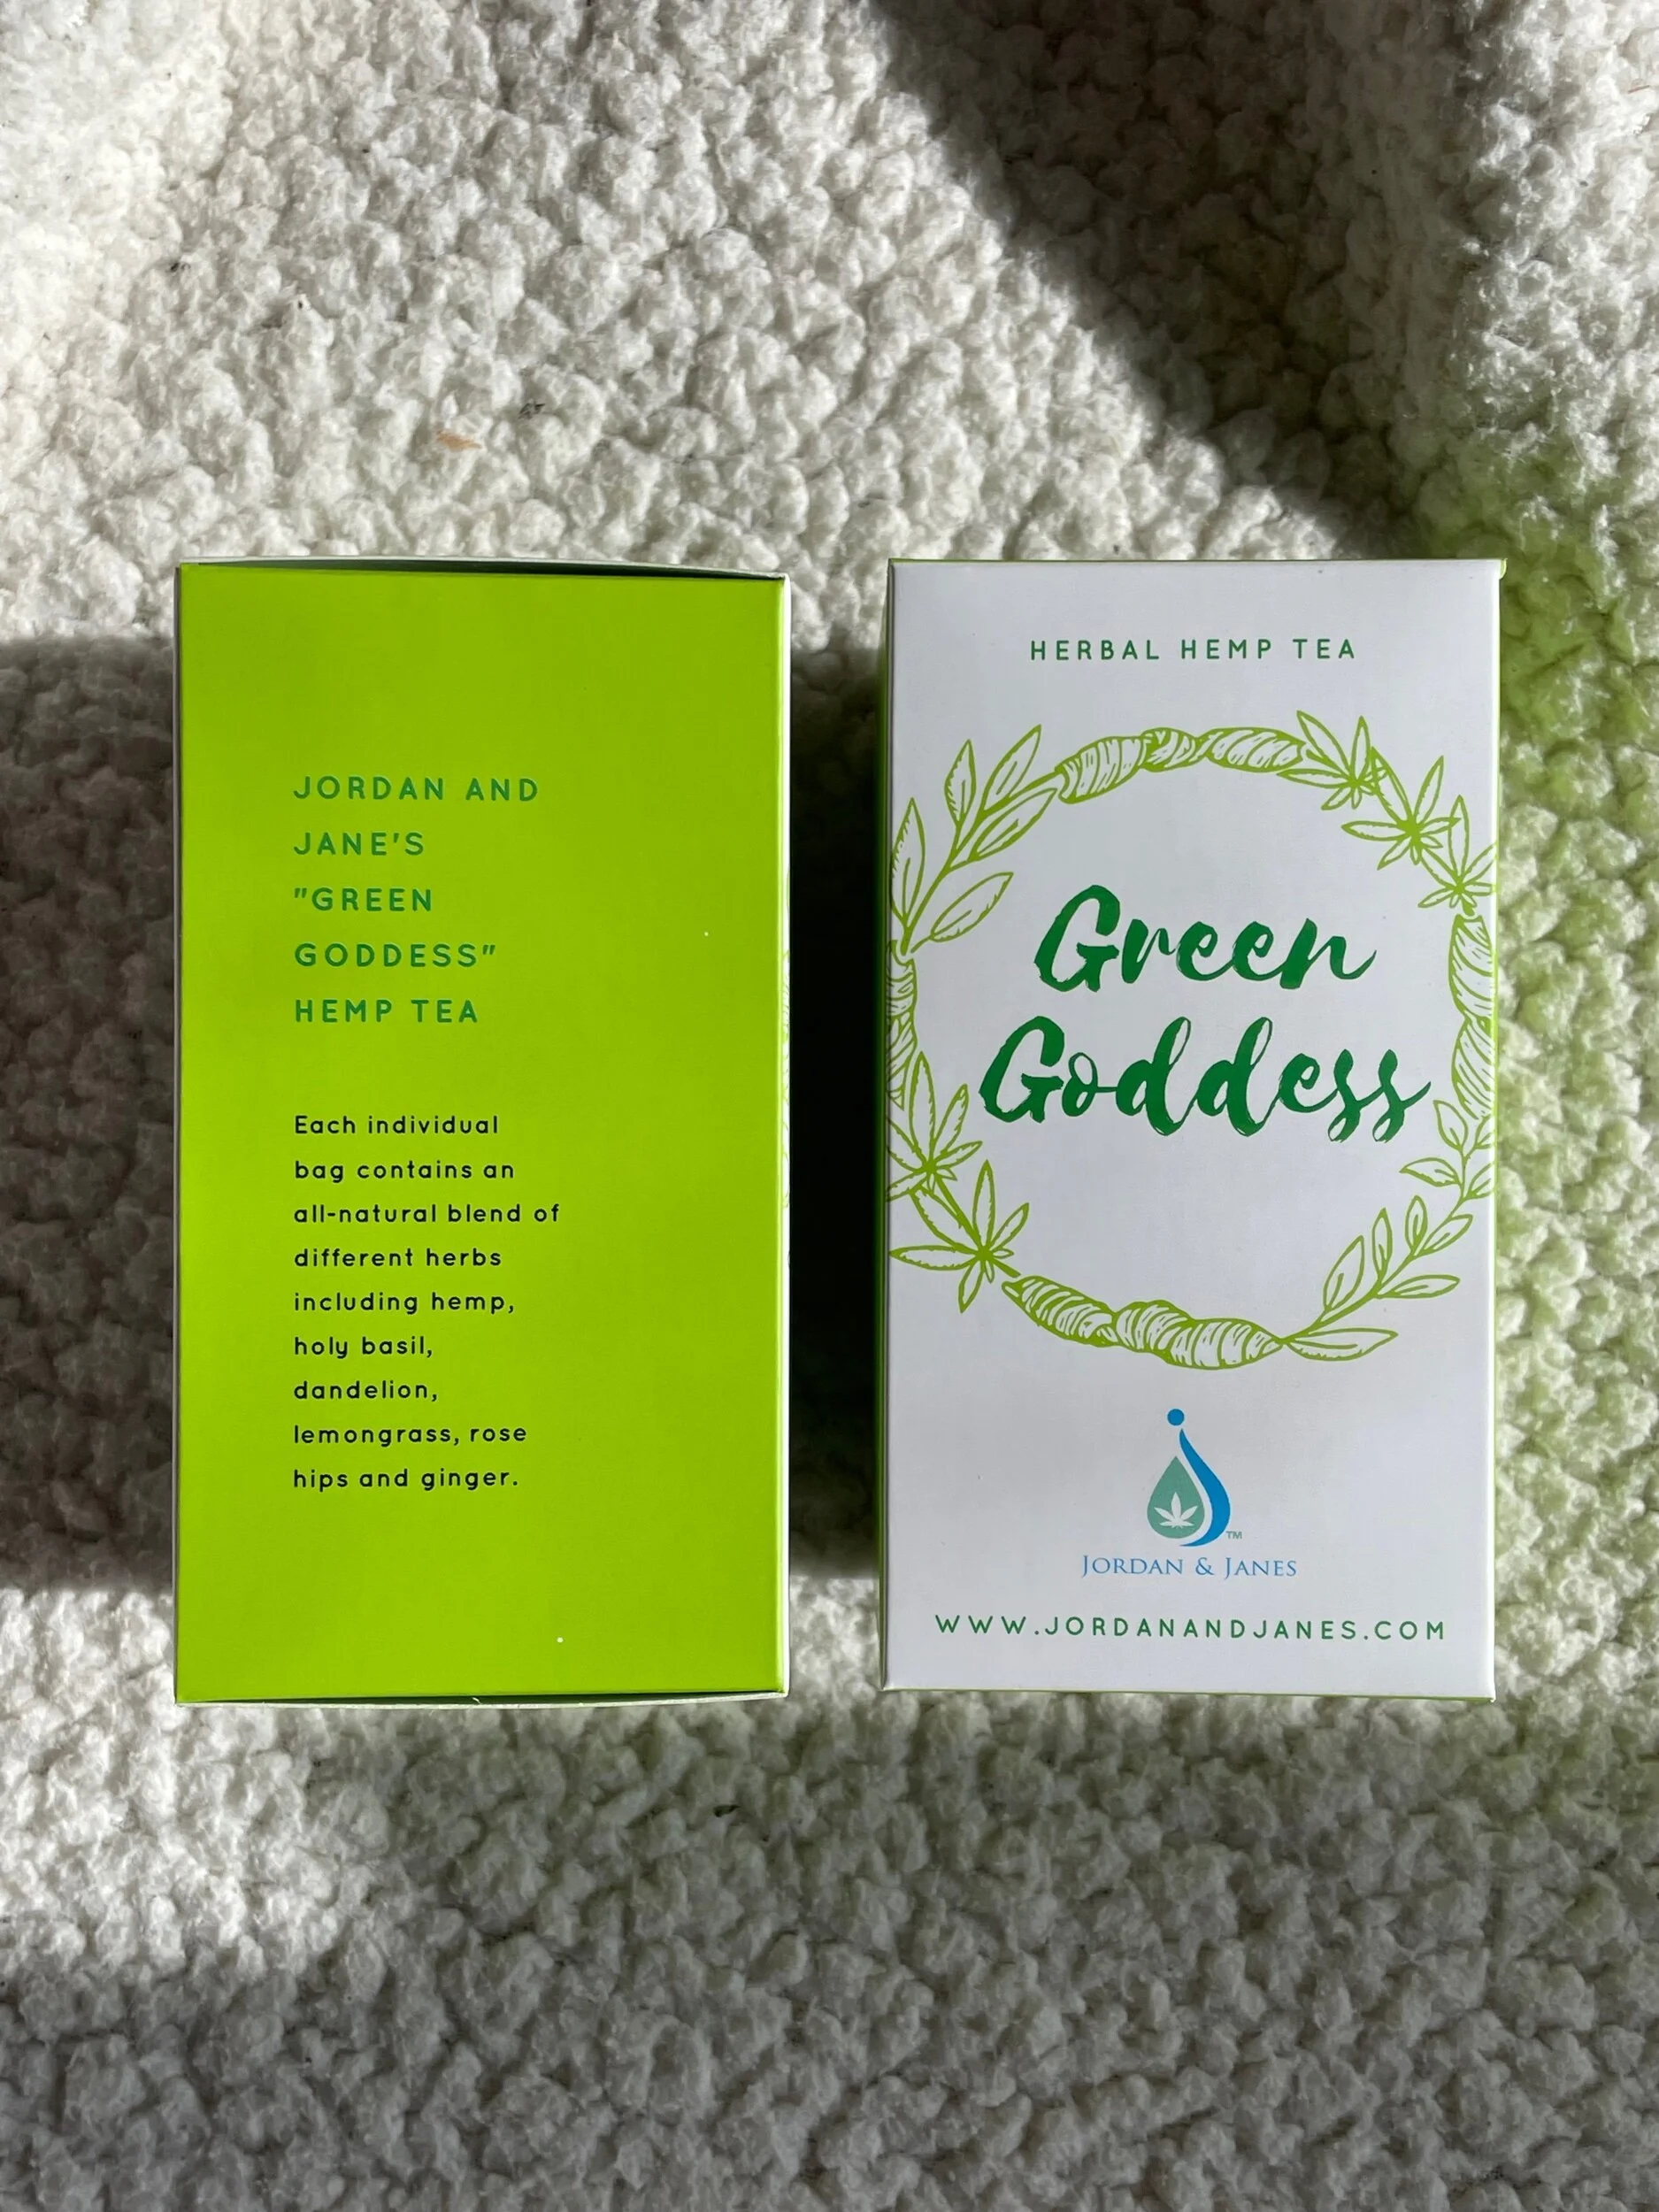 JORDAN AND
JANE'S
"GREEN
GODDESS"
HEMP TEA
Each individual
bag contains an
all-natural blend of
different herbs
including hemp,
holy basil,
dandelion,
lemongrass, rose
hips and ginger.
HERBAL HEMP TEA
Green
Goddess
TM
JORDAN & JANES
WWW.JORDANANDJANES.COM